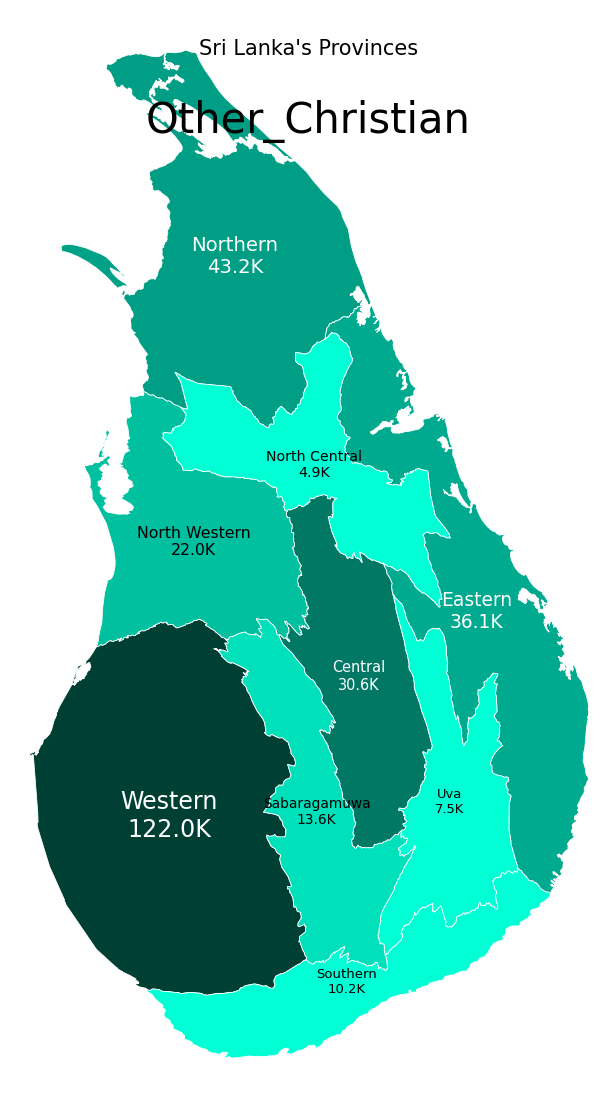 Sri Lanka's Provinces
Other_Christian
Northern
43.2K
North Central
4.9K
North Western
22.0K
Eastern
36.1K
Central
30.6K
Western
122.0K
Sabaragamuwa
13.6K
Uva
7.5K
Southern
10.2K